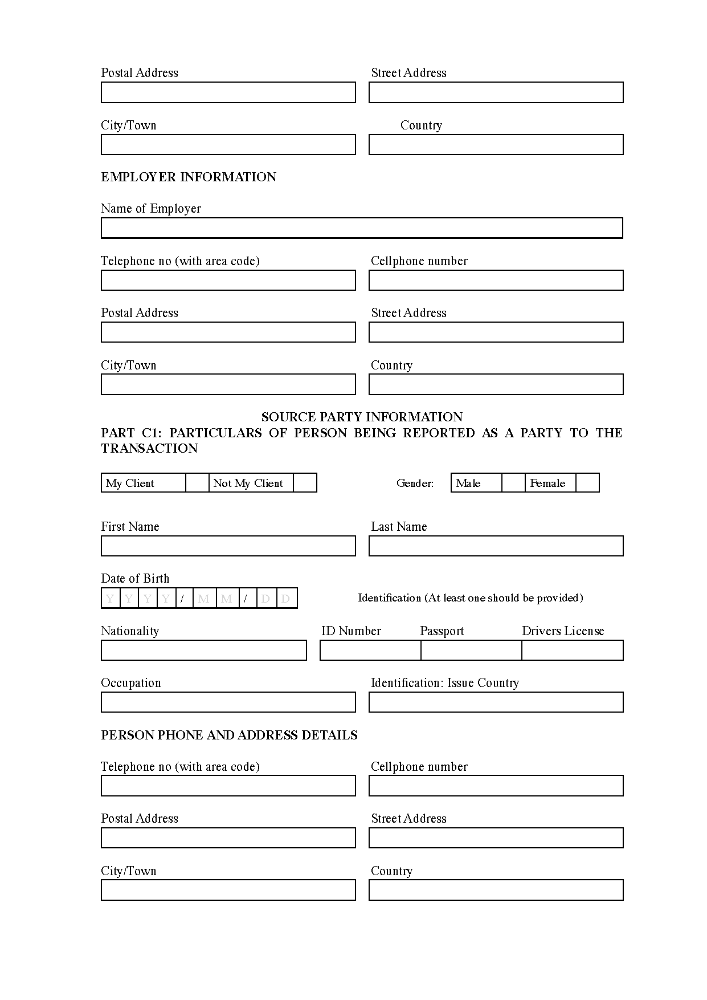 Postal Address Street Address
City/Town Country
EMPLOYER INFORMATION
Name of Employer
Telephone no (with area code) Cellphone number
Postal Address Street Address
City/Town Country
SOURCE PARTY INFORMATION
PART C1: PARTICULARS OF PERSON BEING REPORTED AS A PARTY TO THE
TRANSACTION
My Client Not My Client Gender: Male Female
First Name Last Name
Date of Birth
Y Y Y Y / M M / D D Identification (At least one should be provided)
Nationality ID Number Passport Drivers License
Occupation Identification: Issue Country
PERSON PHONE AND ADDRESS DETAILS
Telephone no (with area code) Cellphone number
Postal Address Street Address
City/Town Country